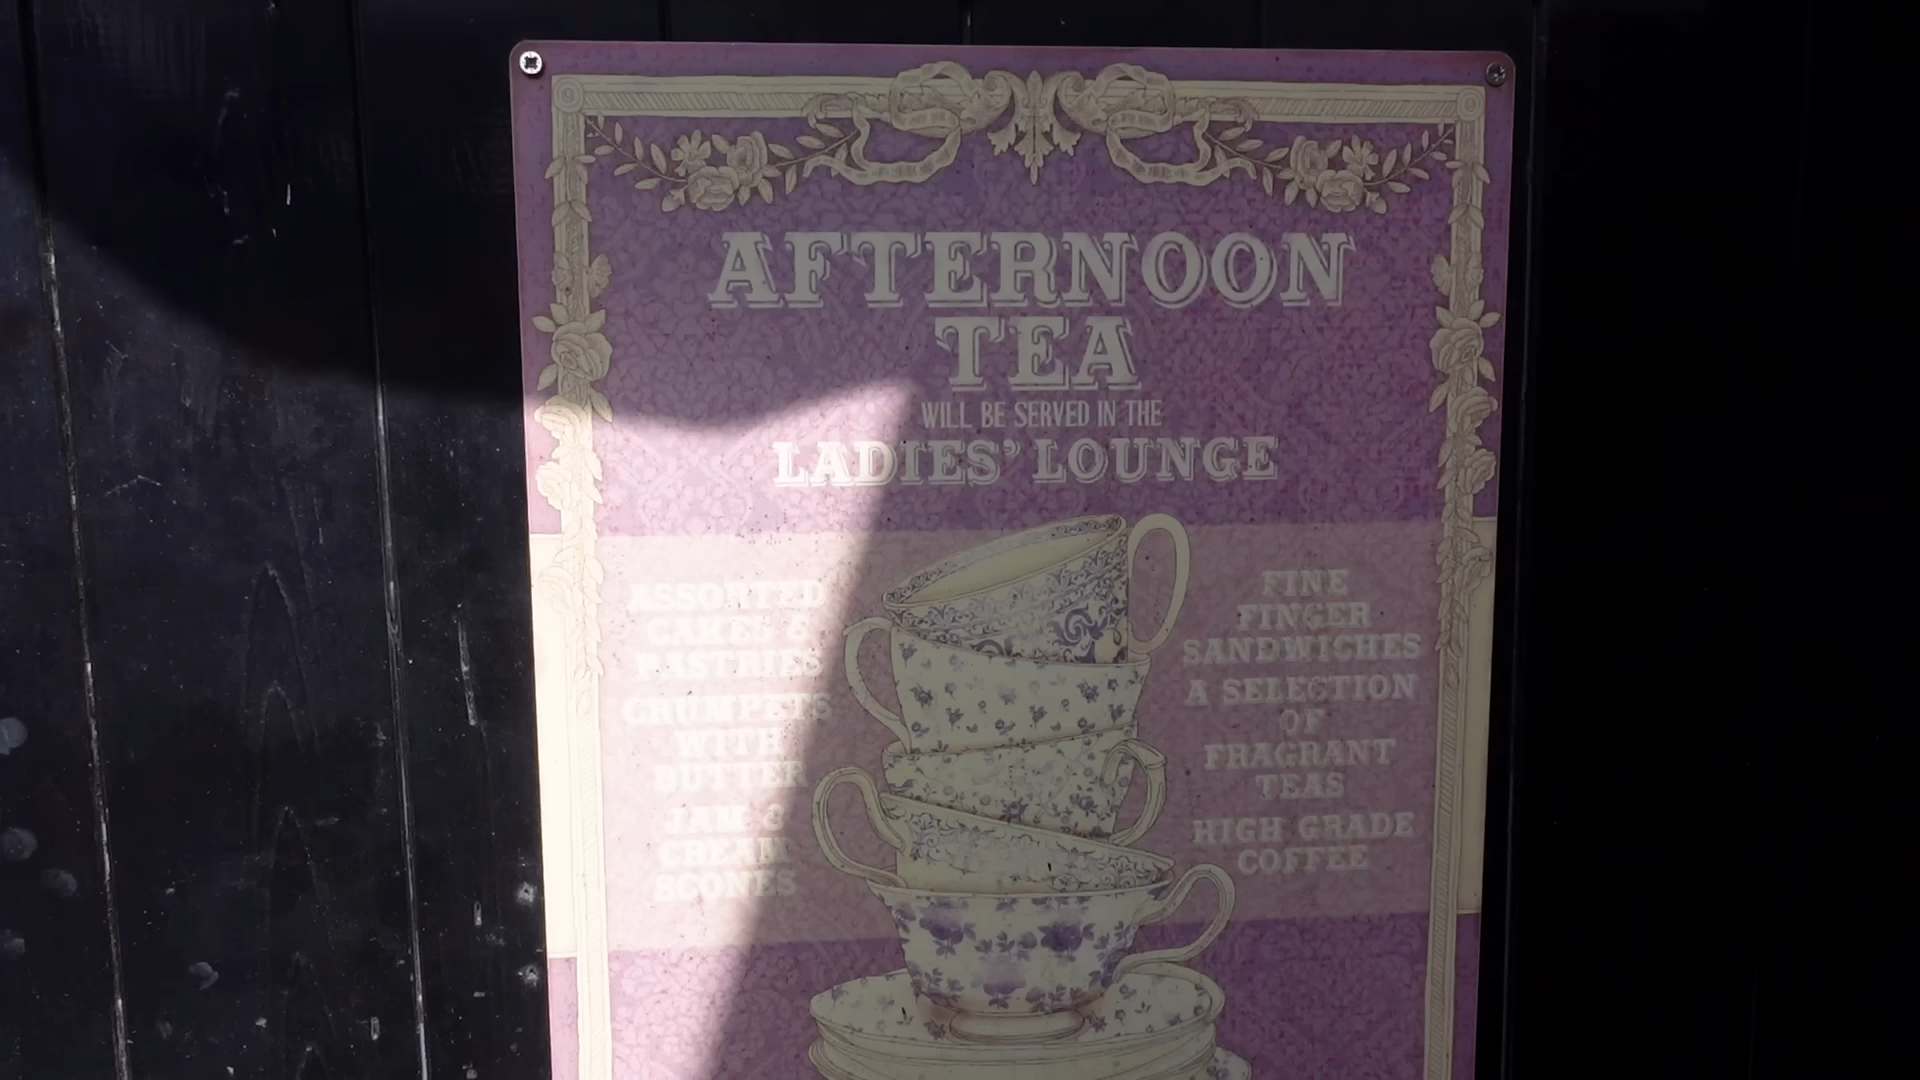 AFTERNOON
TEA
WILL BE SERVED IN THE
LADIES' LOUNGE
ASSORTED
CAKES &
PASTRIES
CRUMPETS
WITH
BUTTER
JAM &
CREAM
SCONES
FINE
FINGER
SANDWICHES
A SELECTION
OF
FRAGRANT
TEAS
HIGH GRADE
COFFEE